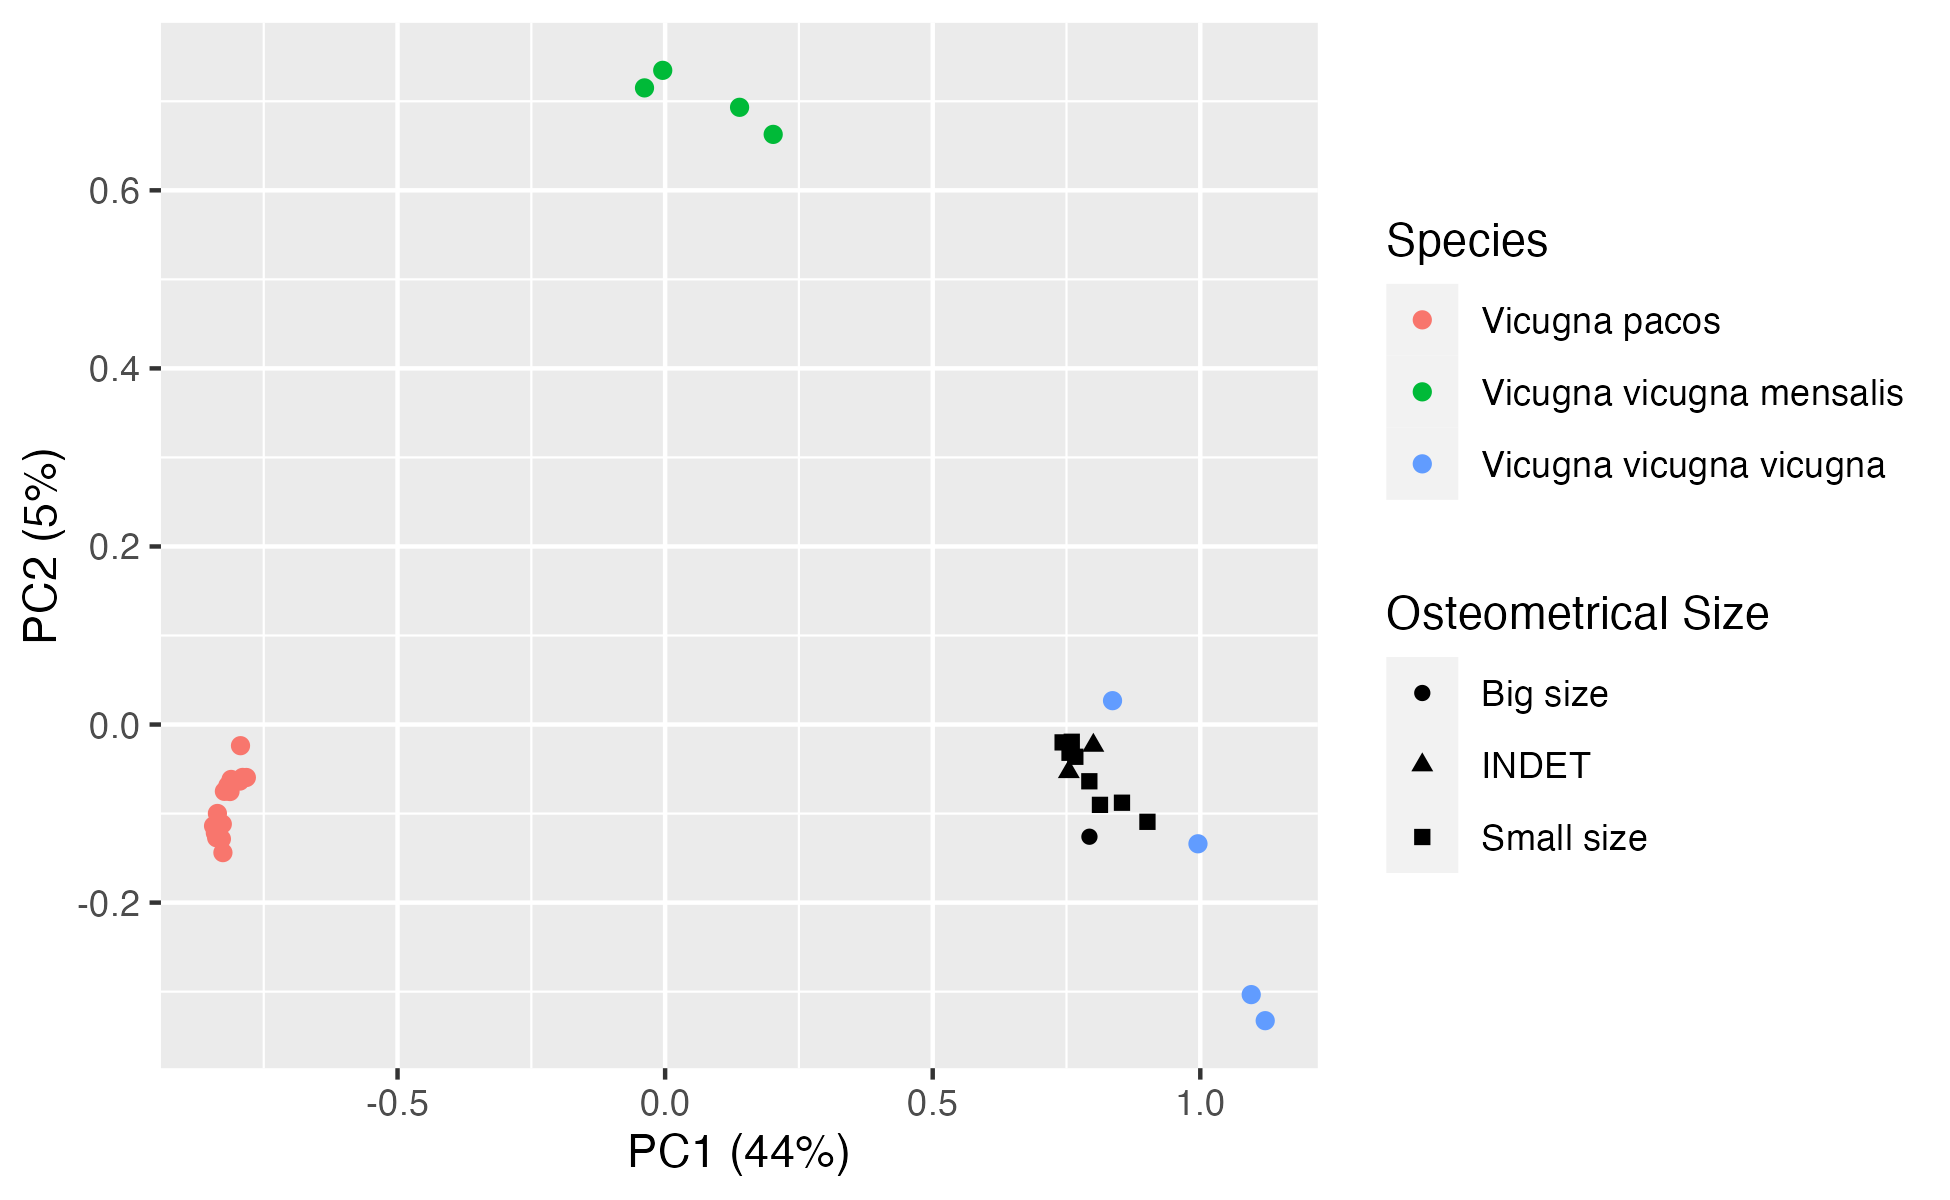 0.6
0.4
0.2
0.0
-0.2
PC2 (5%)
-0.5
0.0
0.5
1.0
PC1 (44%)
Species
Vicugna pacos
Vicugna vicugna mensalis
Vicugna vicugna vicugna
Osteometrical Size
Big size
INDET
Small size